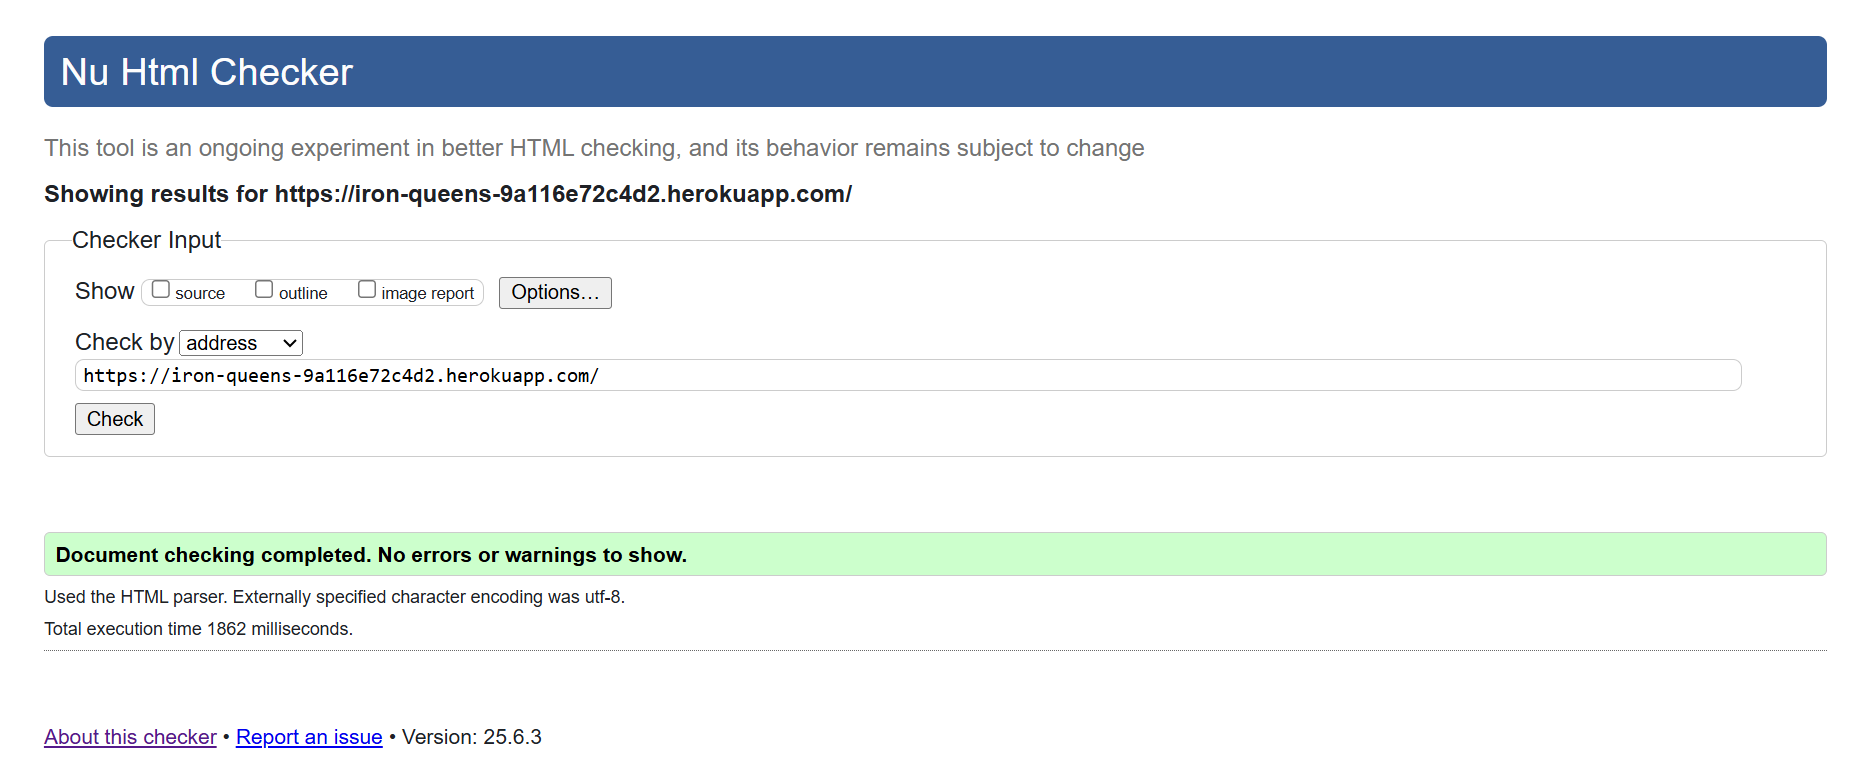 Nu Html Checker
This tool is an ongoing experiment in better HTML checking, and its behavior remains subject to change
Showing results for https://iron-queens-9a116e72c4d2.herokuapp.com/
Checker Input
Show source outline image report Options…
Check by address
https://iron-queens-9a116e72c4d2.herokuapp.com/
Check
Document checking completed. No errors or warnings to show.
Used the HTML parser. Externally specified character encoding was utf-8.
Total execution time 1862 milliseconds.
About this checker • Report an issue • Version: 25.6.3